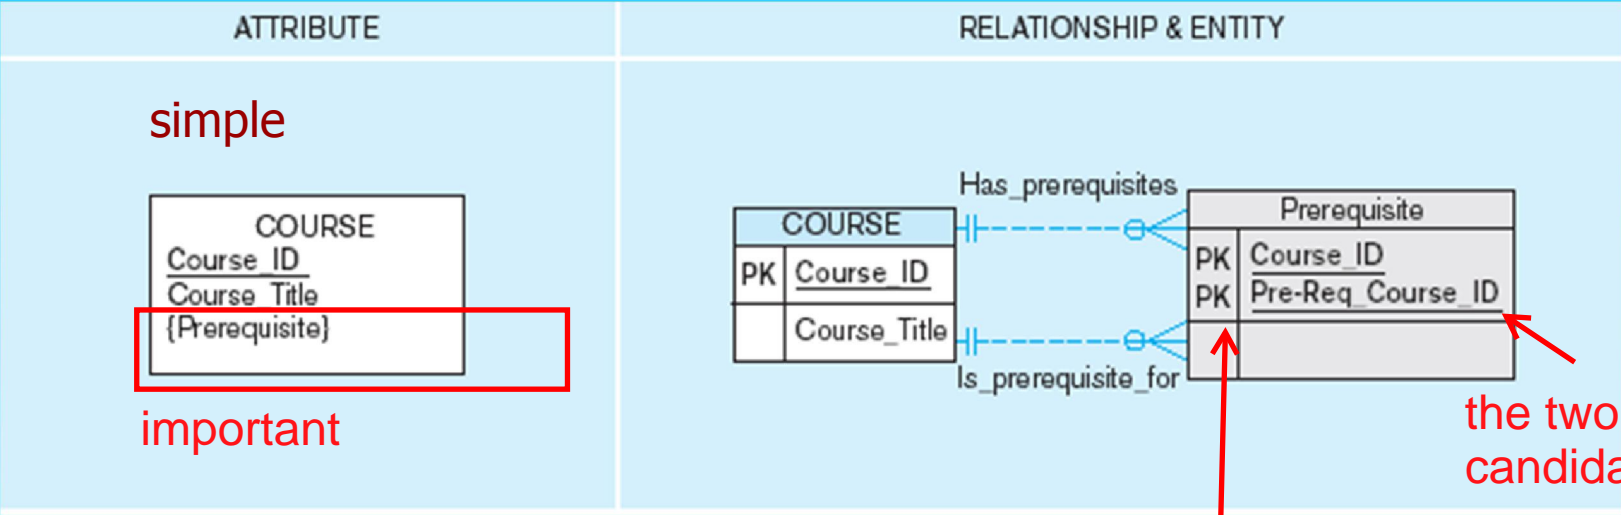 ATTRIBUTE
RELATIONSHIP & ENTITY
simple
COURSE
Course_ID
Course_Title
{Prerequisite}
important
Has_prerequisites
COURSE
PK Course_ID
Course_Title
Is_prerequisite_for
Prerequisite
PK Course_ID
PK Pre-Req_Course_ID
the two
candida